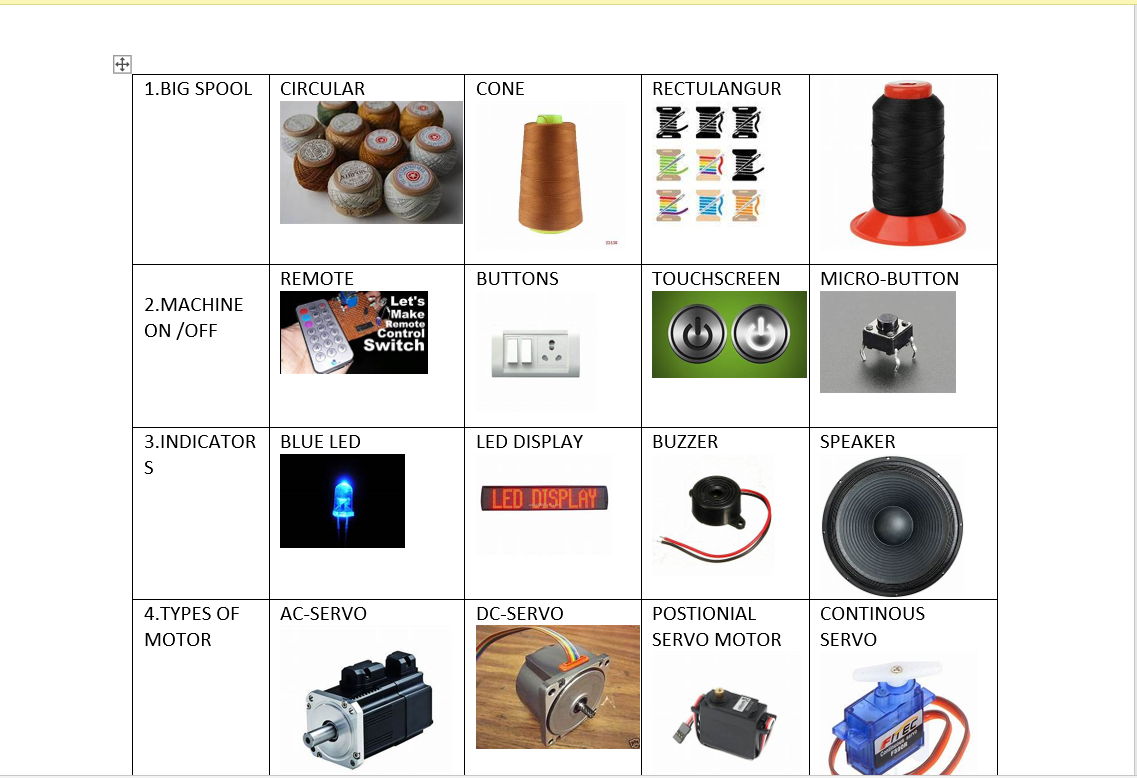 1.BIG SPOOL
CIRCULAR
CONE
RECTULANGUR
2.MACHINE
ON /OFF
REMOTE
Let's
Make
Remote
Control
Switch
BUTTONS
TOUCHSCREEN
MICRO-BUTTON
3.INDICATOR
S
BLUE LED
LED DISPLAY
LED DISPLAY
BUZZER
SPEAKER
4.TYPES OF
MOTOR
AC-SERVO
DC-SERVO
POSTIONIAL
SERVO MOTOR
CONTINOUS
SERVO
FITEC